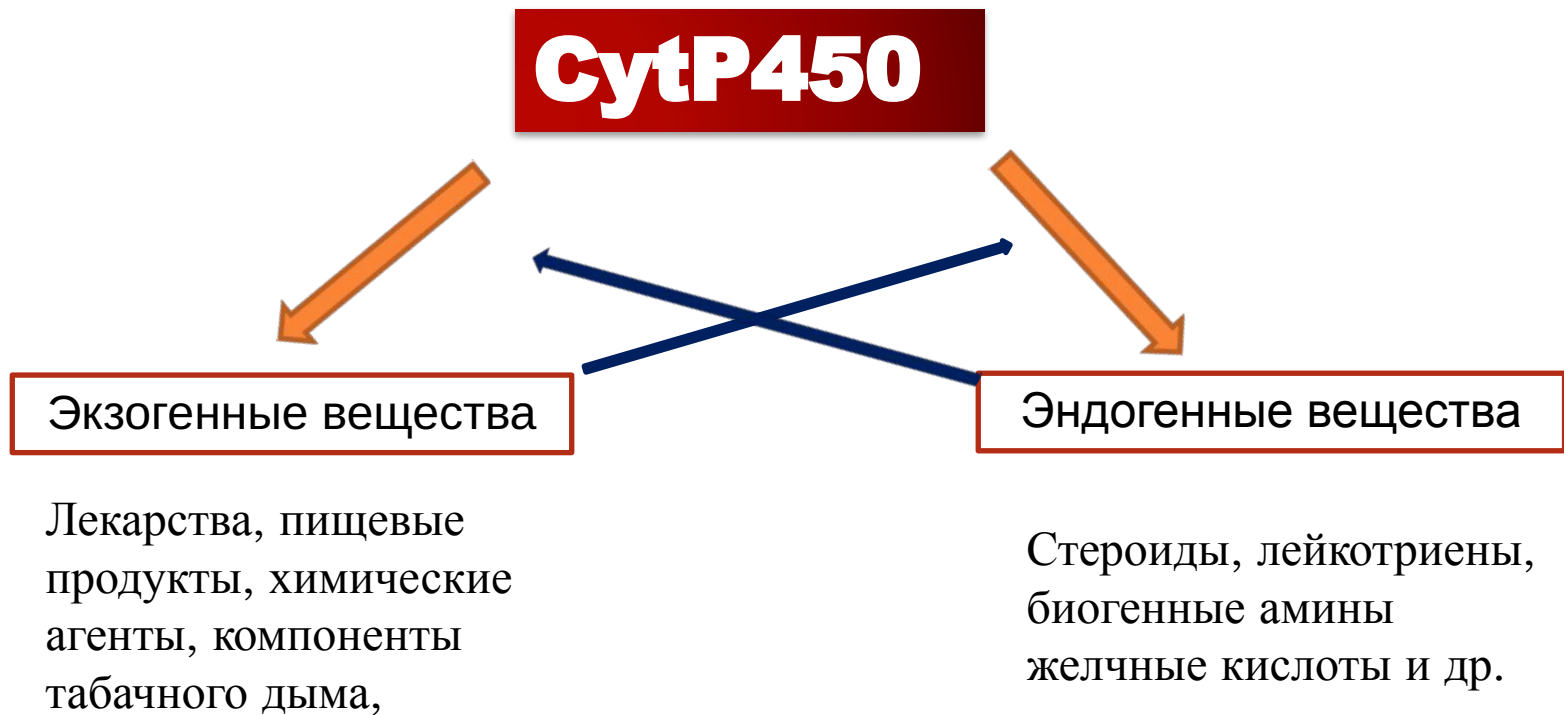 CytP450
Экзогенные вещества
Эндогенные вещества
Лекарства, пищевые
продукты, химические
агенты, компоненты
табачного дыма,
Стероиды, лейкотриены,
биогенные амины
желчные кислоты и др.